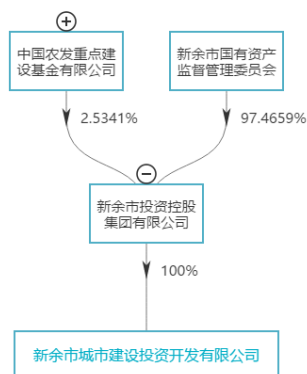 中国农发重点建
设基金有限公司
新余市国有资产
监督管理委员会
2.5341%
97.4659%
新余市投资控股
集团有限公司
100%
新余市城市建设投资开发有限公司